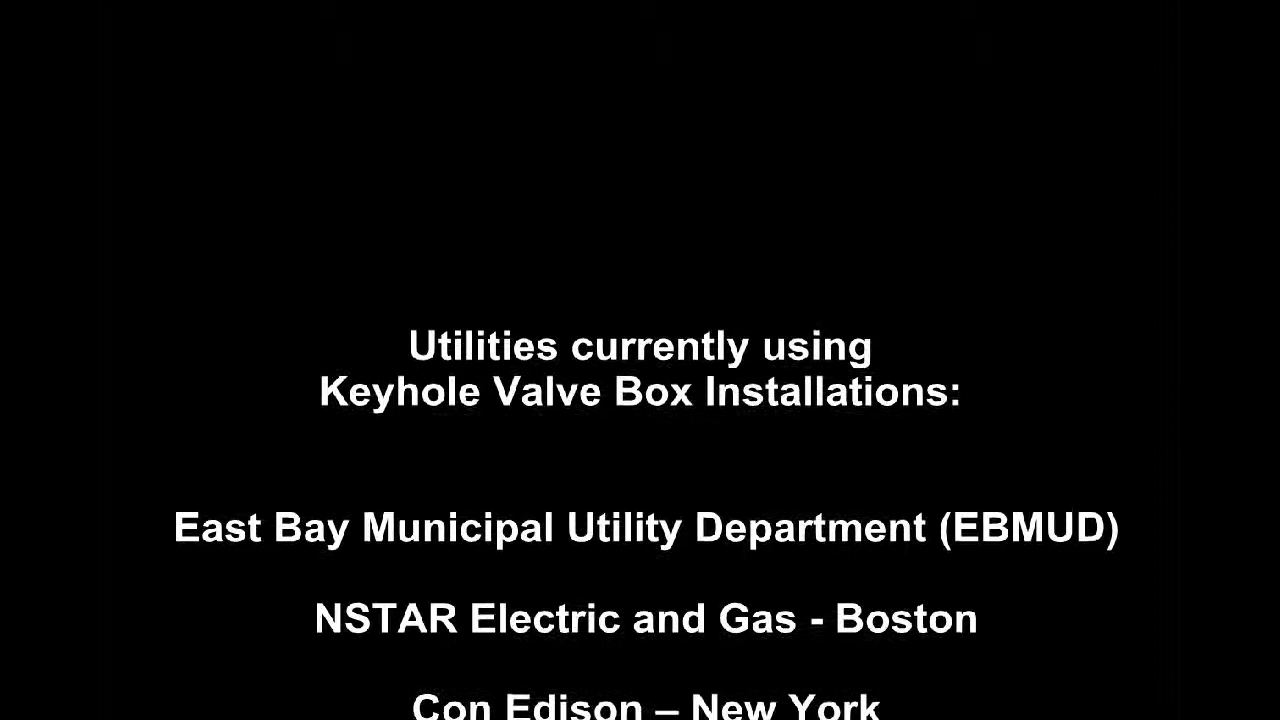 Utilities currently using
Keyhole Valve Box Installations:
East Bay Municipal Utility Department (EBMUD)
NSTAR Electric and Gas - Boston
Con Edison – New York